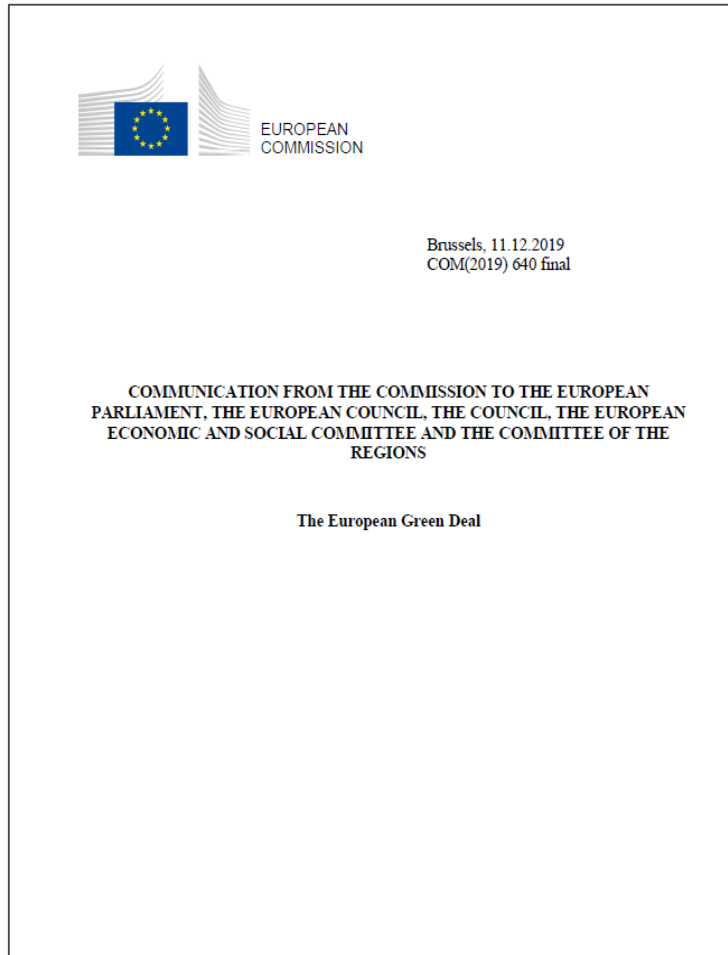 EUROPEAN
COMMISSION
Brussels, 11.12.2019
COM(2019) 640 final
COMMUNICATION FROM THE COMMISSION TO THE EUROPEAN
PARLIAMENT, THE EUROPEAN COUNCIL, THE COUNCIL, THE EUROPEAN
ECONOMIC AND SOCIAL COMMITTEE AND THE COMMITTEE OF THE
REGIONS
The European Green Deal